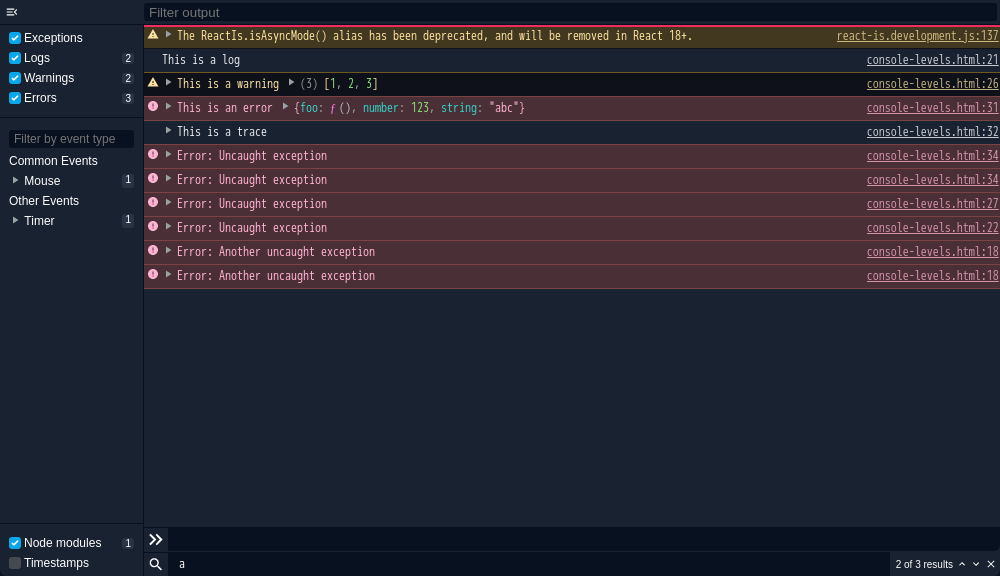 Filter output
Exceptions
Logs 2
Warnings 2
Errors 3
Filter by event type
Common Events
Mouse 1
Other Events
Timer 1
Node modules 1
Timestamps
The ReactIs.isAsyncMode() alias has been deprecated, and will be removed in React 18+. react-is.development.js:137
This is a log console-levels.html:21
This is a warning (3) [1, 2, 3] console-levels.html:26
This is an error {foo: ƒ (), number: 123, string: "abc"} console-levels.html:31
This is a trace console-levels.html:32
Error: Uncaught exception console-levels.html:34
Error: Uncaught exception console-levels.html:34
Error: Uncaught exception console-levels.html:27
Error: Uncaught exception console-levels.html:22
Error: Another uncaught exception console-levels.html:18
Error: Another uncaught exception console-levels.html:18
a 2 of 3 results